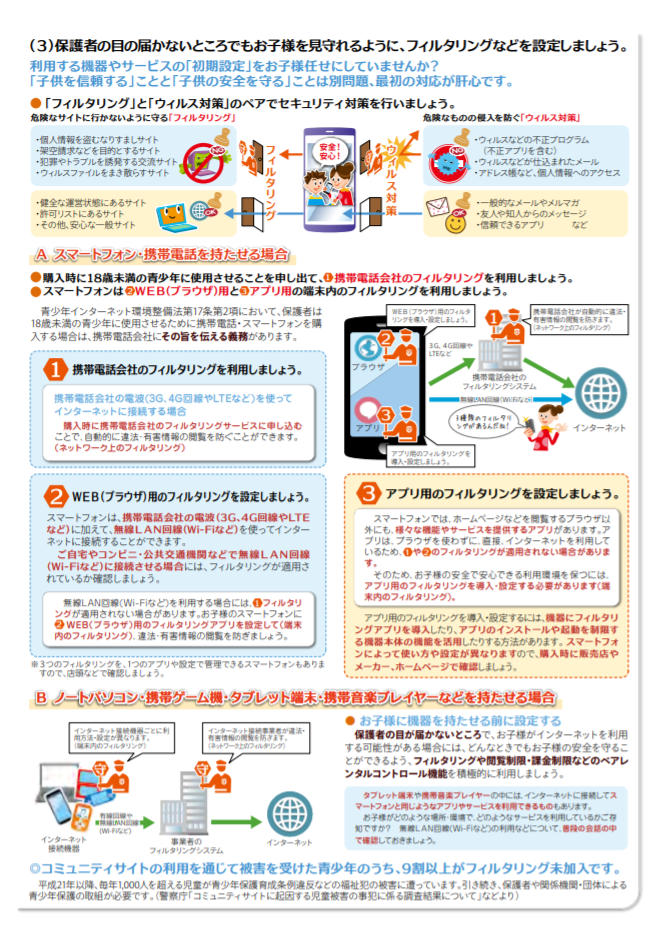 (3)保護者の目の届かないところでもお子様を見守れるように、フィルタリングなどを設定しましょう。
利用する機器やサービスの「初期設定」をお子様任せにしていませんか?
「子供を信頼する」ことと「子供の安全を守る」ことは別問題、最初の対応が肝心です。
●「フィルタリング」と「ウィルス対策」のペアでセキュリティ対策を行いましょう。
危険なサイトに行かないように守る「フィルタリング」
危険なものの侵入を防ぐ「ウィルス対策」
・個人情報を盗むなりすましサイト
・架空請求などを目的とするサイト
・犯罪やトラブルを誘発する交流サイト
・ウィルスファイルをまき散らすサイト
NO
フィルタリング
安全!
安心!
ウィルス対策
NO
・ウィルスなどの不正プログラム
(不正アプリを含む)
・ウィルスなどが仕込まれたメール
・アドレス帳など、個人情報へのアクセス
・健全な運営状態にあるサイト
・許可リストにあるサイト
・その他、安心な一般サイト
OK
OK
・一般的なメールやメルマガ
・友人や知人からのメッセージ
・信頼できるアプリ など
A スマートフォン・携帯電話を持たせる場合
●購入時に18歳未満の青少年に使用させることを申し出て、❶携帯電話会社のフィルタリングを利用しましょう。
●スマートフォンは❷WEB(ブラウザ)用と❸アプリ用の端末内のフィルタリングを利用しましょう。
青少年インターネット環境整備法第17条第2項において、保護者は
18歳未満の青少年に使用させるために携帯電話・スマートフォンを購
入する場合は、携帯電話会社にその旨を伝える義務があります。
WEB(ブラウザ)用のフィルタ
リングを導入・設定しましょう。
携帯電話会社が自動的に違法・
有害情報の閲覧を防ぎます。
(ネットワーク上のフィルタリング)
1
2
ブラウザ
3G、4G回線や
LTEなど
携帯電話会社の
フィルタリングシステム
無線LAN回線(Wi-Fiなど)
インターネット
3種類のフィルタリ
ングがあるんだね!
3
アプリ
アプリ用のフィルタリングを
導入・設定しましょう。
1 携帯電話会社のフィルタリングを利用しましょう。
携帯電話会社の電波(3G、4G回線やLTEなど)を使って
インターネットに接続する場合
購入時に携帯電話会社のフィルタリングサービスに申し込む
ことで、自動的に違法・有害情報の閲覧を防ぐことができます。
(ネットワーク上のフィルタリング)
2 WEB(ブラウザ)用のフィルタリングを設定しましょう。
スマートフォンは、携帯電話会社の電波(3G、4G回線やLTE
など)に加えて、無線LAN回線(Wi-Fiなど)を使ってインター
ネットに接続することができます。
ご自宅やコンビニ・公共交通機関などで無線LAN回線
(Wi-Fiなど)に接続させる場合には、フィルタリングが適用さ
れているか確認しましょう。
無線LAN回線(Wi-Fiなど)を利用する場合には、❶フィルタリ
ングが適用されない場合があります。お子様のスマートフォンに
❷WEB(ブラウザ)用のフィルタリングアプリを設定して(端末
内のフィルタリング)、違法・有害情報の閲覧を防ぎましょう。
※3つのフィルタリングを、1つのアプリや設定で管理できるスマートフォンもありま
すので、店頭などで確認しましょう。
3 アプリ用のフィルタリングを設定しましょう。
スマートフォンでは、ホームページなどを閲覧するブラウザ以
外にも、様々な機能やサービスを提供するアプリがあります。ア
プリは、ブラウザを使わずに、直接、インターネットを利用して
いるため、❶や❷のフィルタリングが適用されない場合がありま
す。
そのため、お子様の安全で安心できる利用環境を保つには、
アプリ用のフィルタリングを導入・設定する必要があります(端
末内のフィルタリング)。
アプリ用のフィルタリングを導入・設定するには、機器にフィルタリ
ングアプリを導入したり、アプリのインストールや起動を制限す
る機器本体の機能を活用したりする方法があります。スマートフォ
ンによって使い方や設定が異なりますので、購入時に販売店や
メーカー、ホームページで確認しましょう。
B ノートパソコン・携帯ゲーム機・タブレット端末・携帯音楽プレイヤーなどを持たせる場合
インターネット接続機器ごとに利
用方法・設定が異なります。
(端末内のフィルタリング)
インターネット接続事業者が違法・
有害情報の閲覧を防ぎます。
(ネットワーク上のフィルタリング)
守
守
有線回線や
無線LAN回線
(Wi-Fiなど)
インターネット
接続機器
事業者の
フィルタリングシステム
インターネット
● お子様に機器を持たせる前に設定する
保護者の目が届かないところで、お子様がインターネットを利用
する可能性がある場合には、どんなときでもお子様の安全を守るこ
とができるよう、フィルタリングや閲覧制限・課金制限などのペアレ
ンタルコントロール機能を積極的に利用しましょう。
タブレット端末や携帯音楽プレイヤーの中には、インターネットに接続してス
マートフォンと同じようなアプリやサービスを利用できるものもあります。
お子様がどのような場所・環境で、どのようなサービスを利用しているかご存
知ですか? 無線LAN回線(Wi-Fiなど)の利用などについて、普段の会話の中
で確認しておきましょう。
◎コミュニティサイトの利用を通じて被害を受けた青少年のうち、9割以上がフィルタリング未加入です。
平成21年以降、毎年1,000人を超える児童が青少年保護育成条例違反などの福祉犯の被害に遭っています。引き続き、保護者や関係機関・団体による
青少年保護の取組が必要です。(警察庁「コミュニティサイトに起因する児童被害の事犯に係る調査結果について」などより)